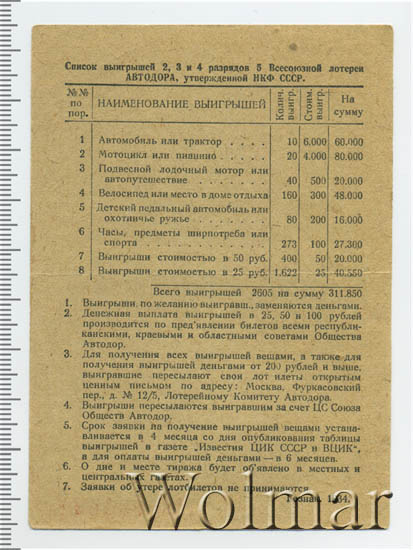 Список выигрышей 2, 3 и 4 разрядов 5 Всесоюзной лотереи
АВТОДОРА, утвержденной НКФ СССР.
№№ по пор. НАИМЕНОВАНИЕ ВЫИГРЫШЕЙ Колич. выигр. Стоим. выигр. На сумму
1 Автомобиль или трактор . . . . 10 6.000 60.000
2 Мотоцикл или пианино . . . . 20 4.000 80.000
3 Подвесной лодочный мотор или
автопутешествие . . . . 40 500 20.000
4 Велосипед или место в доме отдыха 160 300 48.000
5 Детский педальный автомобиль или
охотничье ружье . . . . 80 200 16.000
6 Часы, предметы ширпотреба или
спорта . . . . 273 100 27.300
7 Выигрыши стоимостью в 50 руб. 400 50 20.000
8 Выигрыши стоимостью в 25 руб. 1.622 25 40.550
Всего выигрышей 2605 на сумму 311.850
1. Выигрыши, по желанию выигравш., заменяются деньгами.
2. Денежная выплата выигрышей в 25, 50 и 100 рублей
производится по пред'явлении билетов всеми республи-
канскими, краевыми и областными советами Общества
Автодор.
3. Для получения всех выигрышей вещами, а также для
получения выигрышей деньгами от 200 рублей и выше,
выигравшие пересылают свои лот илеты открытым
ценным письмом по адресу: Москва, Фуркасовский
пер., д. № 12/5, Лотерейному Комитету Автодора.
4. Выигрыши пересылаются выигравшим за счет ЦС Союза
Обществ Автодор.
5. Срок заявки на получение выигрышей вещами устана-
вливается в 4 месяца со дня опубликования таблицы
выигрышей в газете „Известия ЦИК СССР и ВЦИК",
а для оплаты выигрышей деньгами—в 6 месяцев.
6. О дне и месте тиража будет об'явлено в местных и
центральных газетах.
7. Заявки об утере лотбилетов не принимаются.
Гознак.
Wolmar